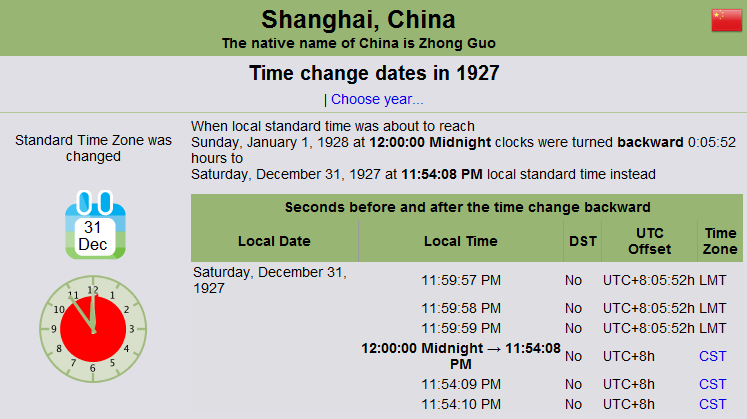 Shanghai, China
The native name of China is Zhong Guo
Time change dates in 1927
| Choose year...
Standard Time Zone was
changed
31
Dec
12
1
2
3
4
5
6
7
8
9
10
11
When local standard time was about to reach
Sunday, January 1, 1928 at 12:00:00 Midnight clocks were turned backward 0:05:52
hours to
Saturday, December 31, 1927 at 11:54:08 PM local standard time instead
Seconds before and after the time change backward
Local Date Local Time DST UTC Offset Time Zone
Saturday, December 31,
1927
11:59:57 PM No UTC+8:05:52h LMT
11:59:58 PM No UTC+8:05:52h LMT
11:59:59 PM No UTC+8:05:52h LMT
12:00:00 Midnight → 11:54:08
PM
No UTC+8h CST
11:54:09 PM No UTC+8h CST
11:54:10 PM No UTC+8h CST